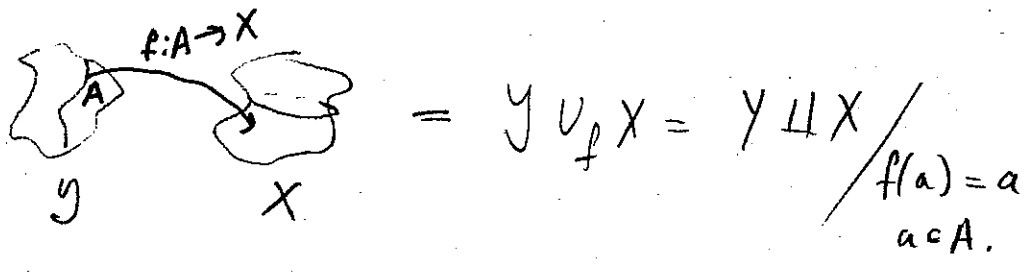 f: A → X
A
= Y ∪_f X = Y ⨿ X / f(a) = a
a ∈ A.
Y X